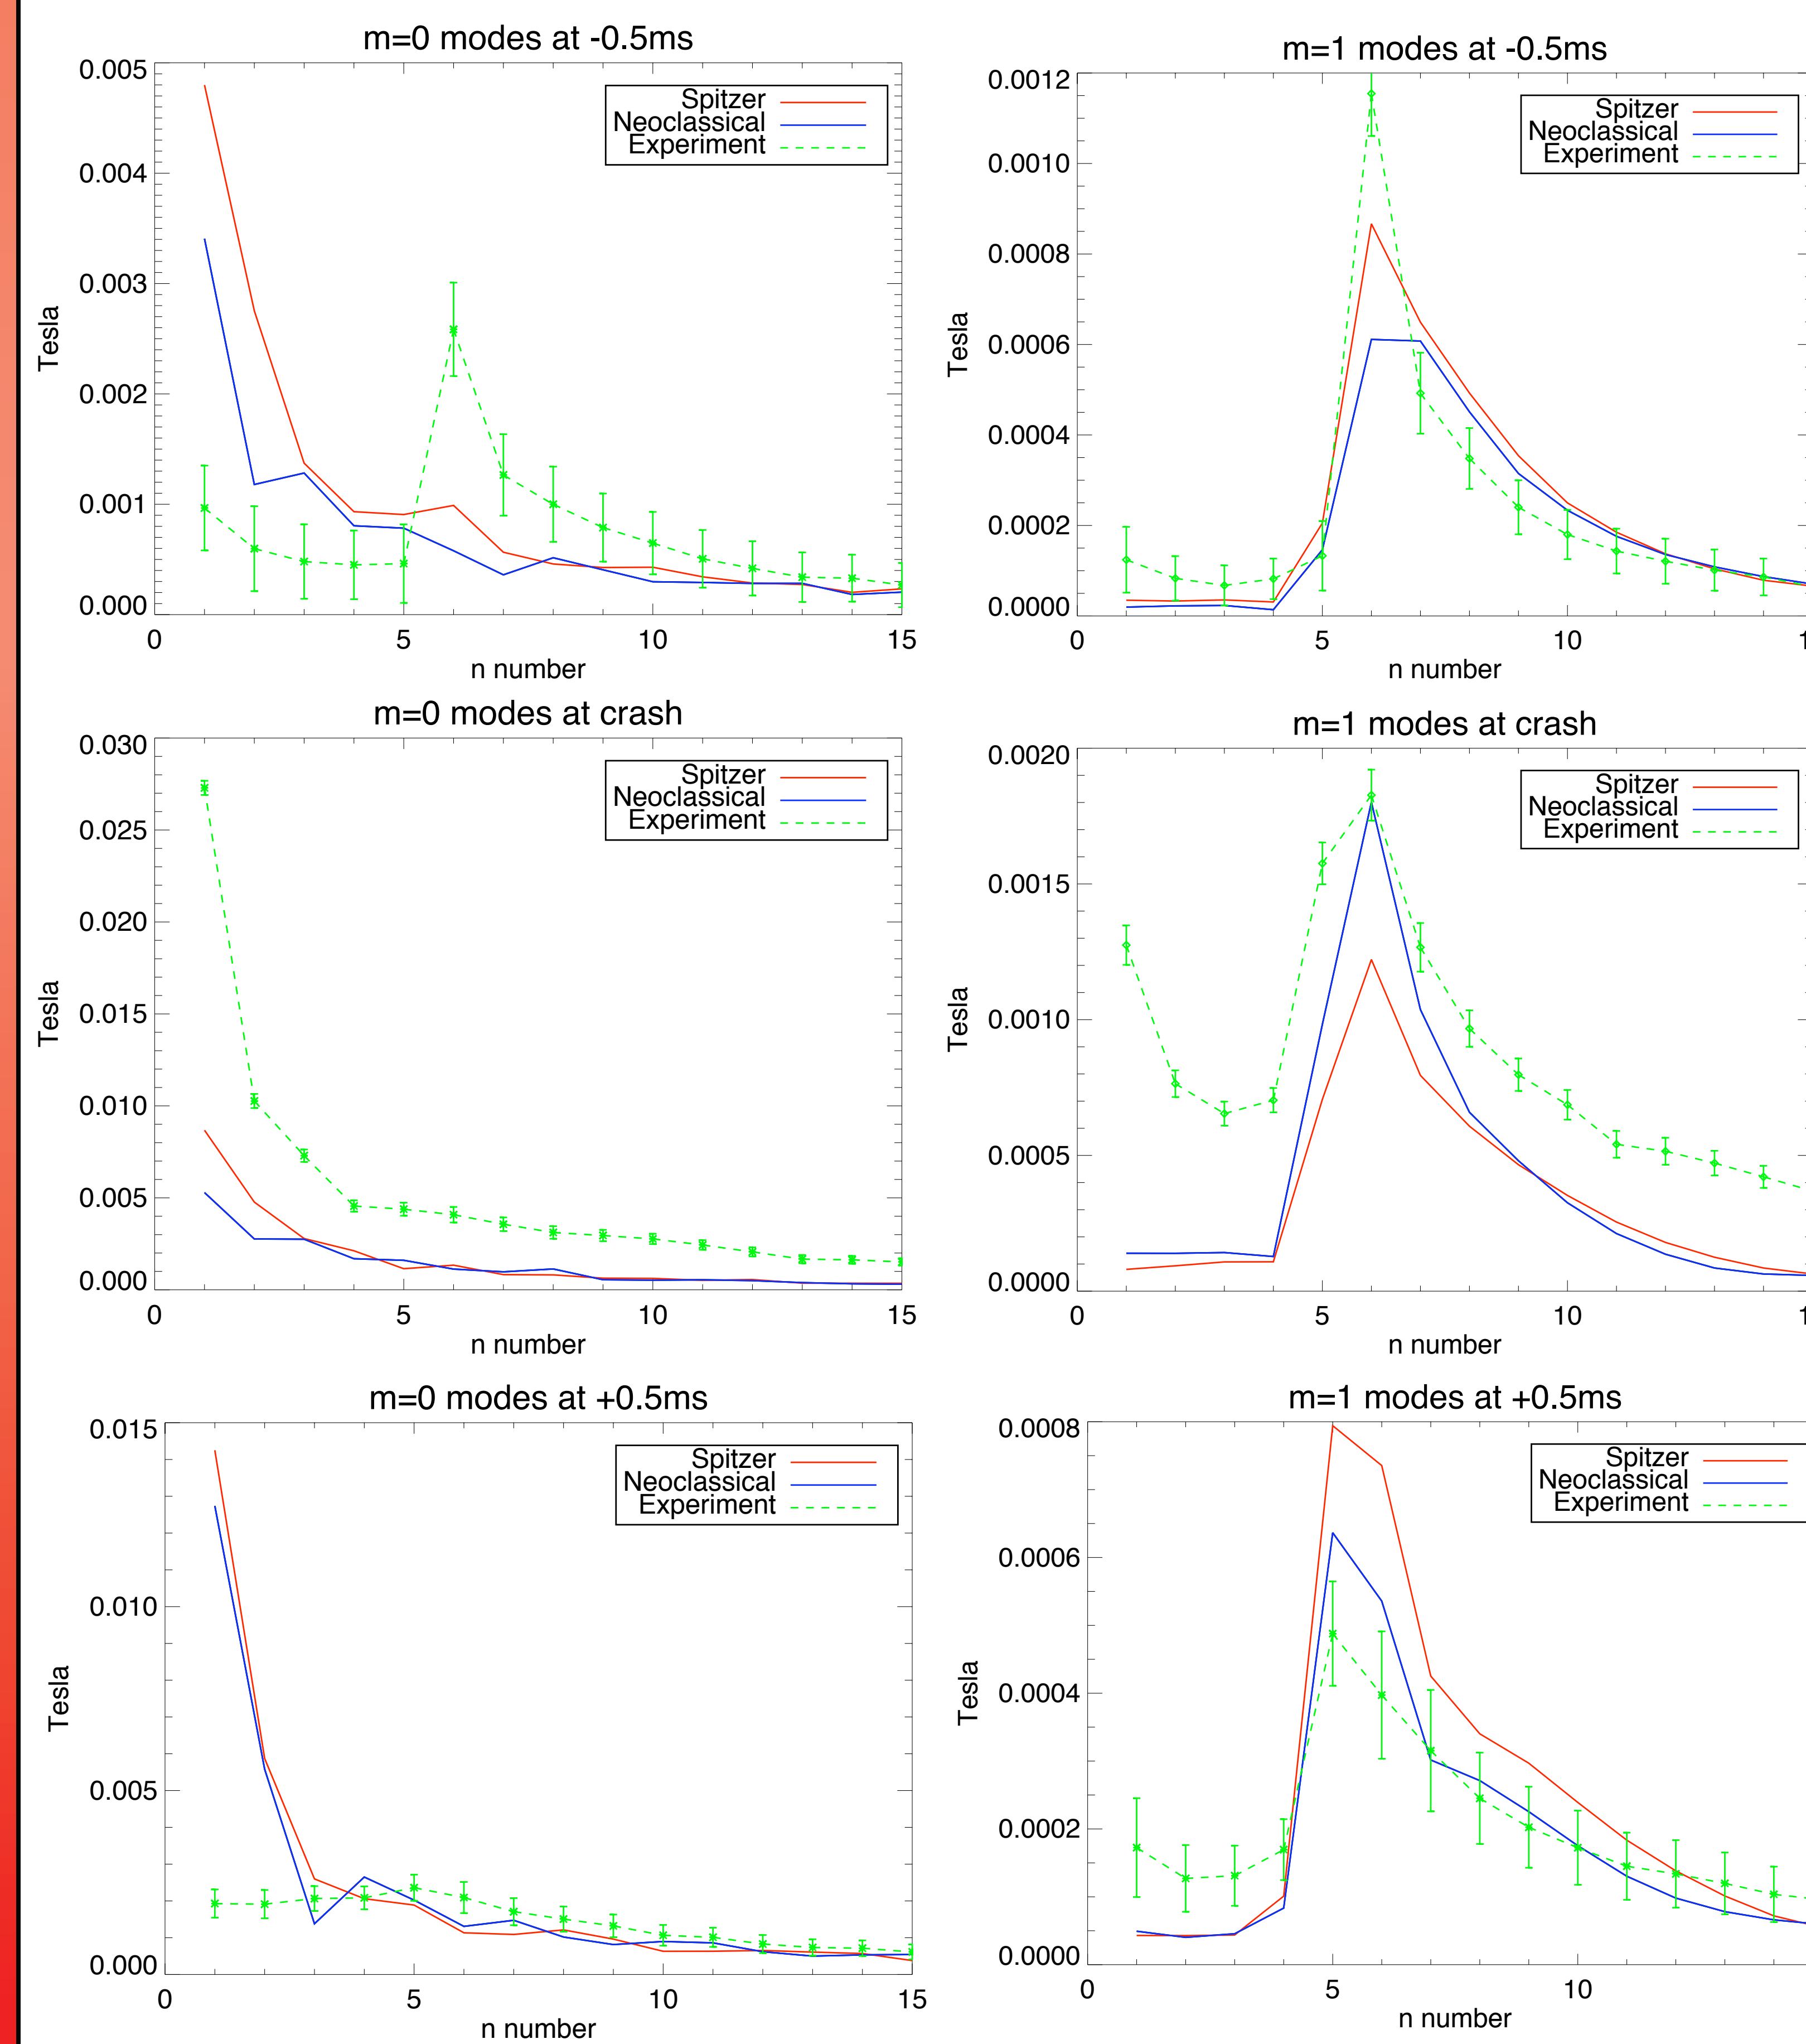 m=0 modes at -0.5ms
0.005
0.004
0.003
0.002
0.001
0.000
Tesla
Spitzer
Neoclassical
Experiment
0
5
10
15
n number
m=1 modes at -0.5ms
0.0012
0.0010
0.0008
0.0006
0.0004
0.0002
0.0000
Tesla
Spitzer
Neoclassical
Experiment
0
5
10
n number
m=0 modes at crash
0.030
0.025
0.020
0.015
0.010
0.005
0.000
Tesla
Spitzer
Neoclassical
Experiment
0
5
10
15
n number
m=1 modes at crash
0.0020
0.0015
0.0010
0.0005
0.0000
Tesla
Spitzer
Neoclassical
Experiment
0
5
10
n number
m=0 modes at +0.5ms
0.015
0.010
0.005
0.000
Tesla
Spitzer
Neoclassical
Experiment
0
5
10
15
n number
m=1 modes at +0.5ms
0.0008
0.0006
0.0004
0.0002
0.0000
Tesla
Spitzer
Neoclassical
Experiment
0
5
10
n number